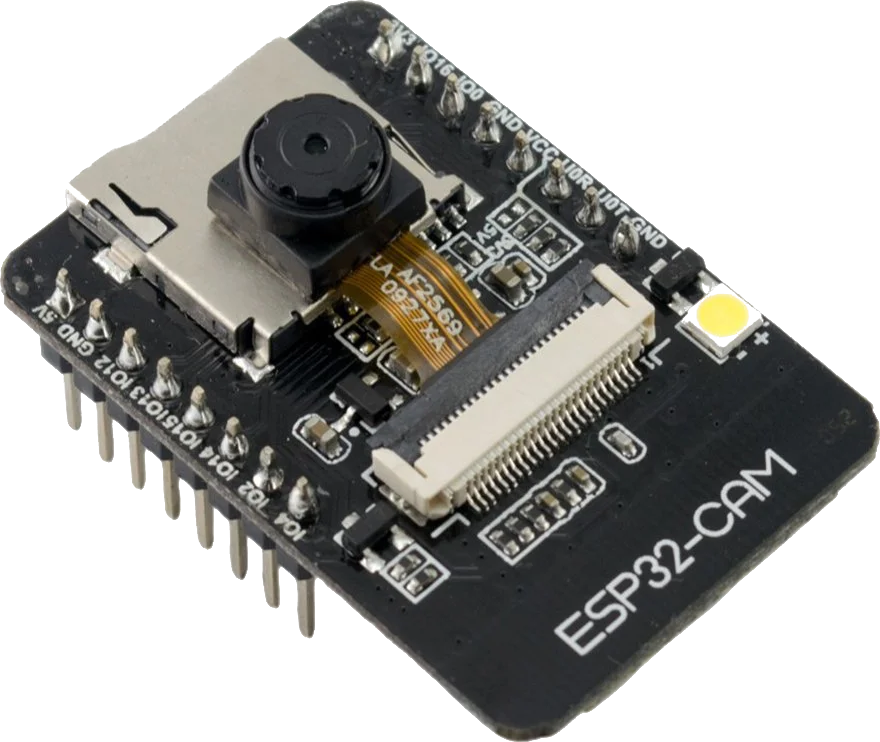 3V3 IO16 IO0 GND VCC U0R U0T GND
5V GND IO12 IO13 IO15 IO14 IO2 IO4
AF2569
LA 0927XA
+
-
ESP32-CAM